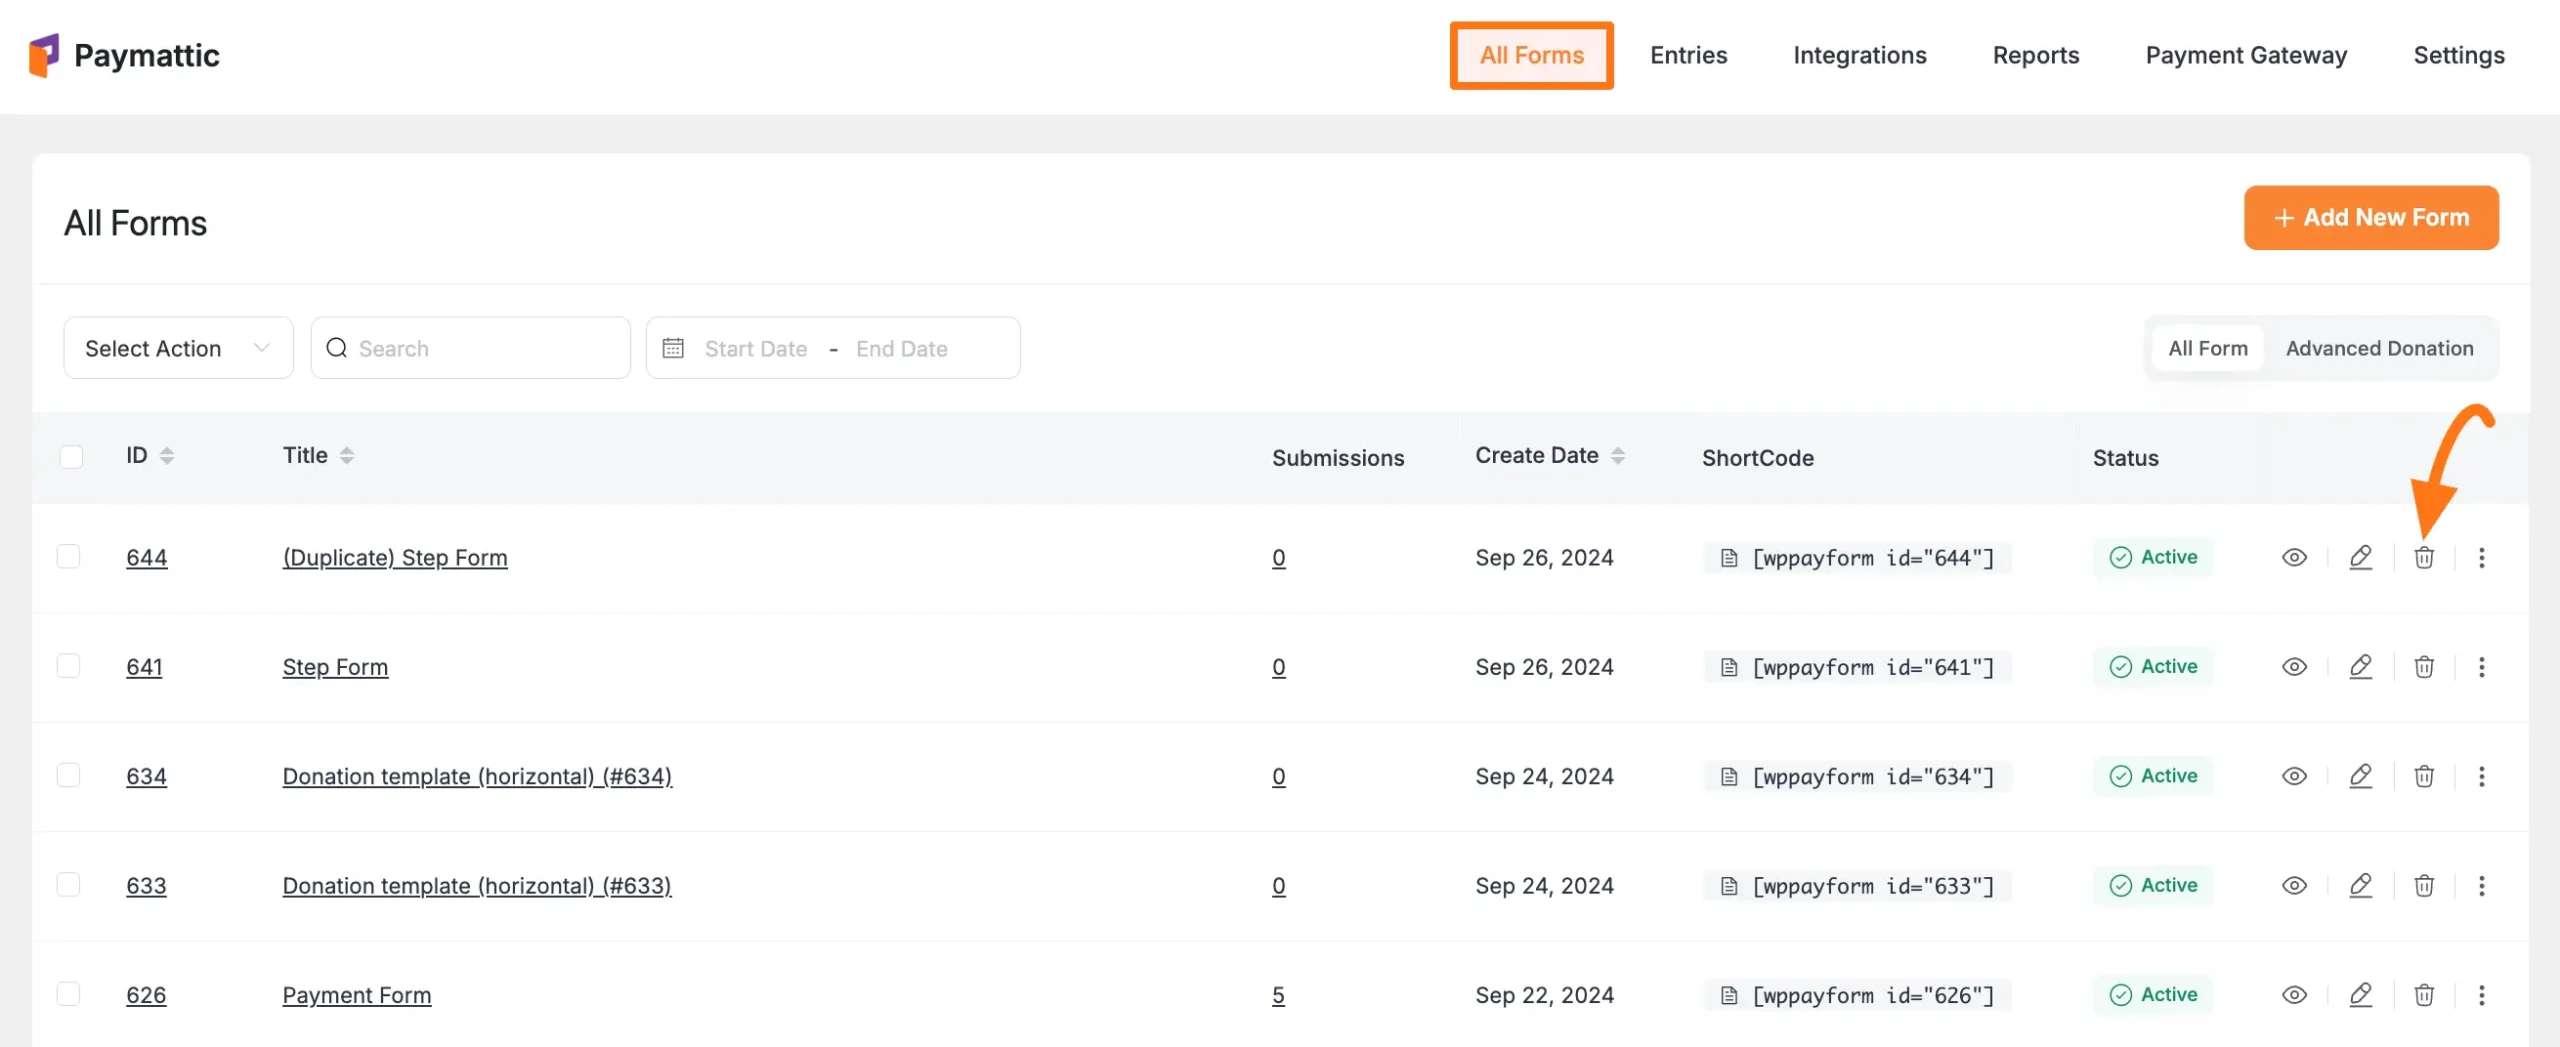 Paymattic
All Forms Entries Integrations Reports Payment Gateway Settings
All Forms
+ Add New Form
Select Action Search Start Date - End Date All Form Advanced Donation
ID Title Submissions Create Date ShortCode Status
644 (Duplicate) Step Form 0 Sep 26, 2024 [wppayform id="644"] Active
641 Step Form 0 Sep 26, 2024 [wppayform id="641"] Active
634 Donation template (horizontal) (#634) 0 Sep 24, 2024 [wppayform id="634"] Active
633 Donation template (horizontal) (#633) 0 Sep 24, 2024 [wppayform id="633"] Active
626 Payment Form 5 Sep 22, 2024 [wppayform id="626"] Active